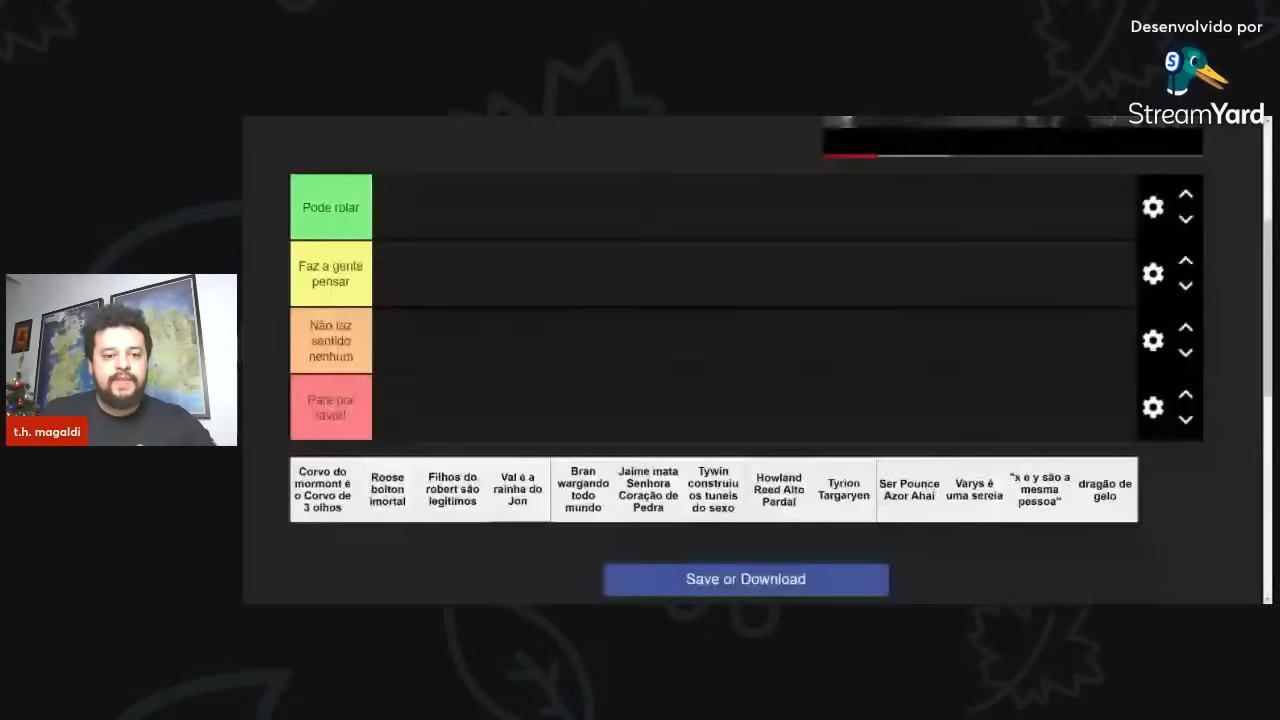 Desenvolvido por
StreamYard
Pode rolar
Faz a gente
pensar
Não faz
sentido
nenhum
Pare por
favor!
t.h. magaldi
Corvo do
mormont é
o Corvo de
3 olhos
Roose
bolton
imortal
Filhos do
robert são
legítimos
Val é a
rainha do
Jon
Bran
wargando
todo
mundo
Jaime mata
Senhora
Coração de
Pedra
Tywin
construiu
os tuneis
do sexo
Howland
Reed Alto
Pardal
Tyrion
Targaryen
Ser Pounce
Azor Ahai
Varys é
uma sereia
"x e y são a
mesma
pessoa"
dragão de
gelo
Save or Download